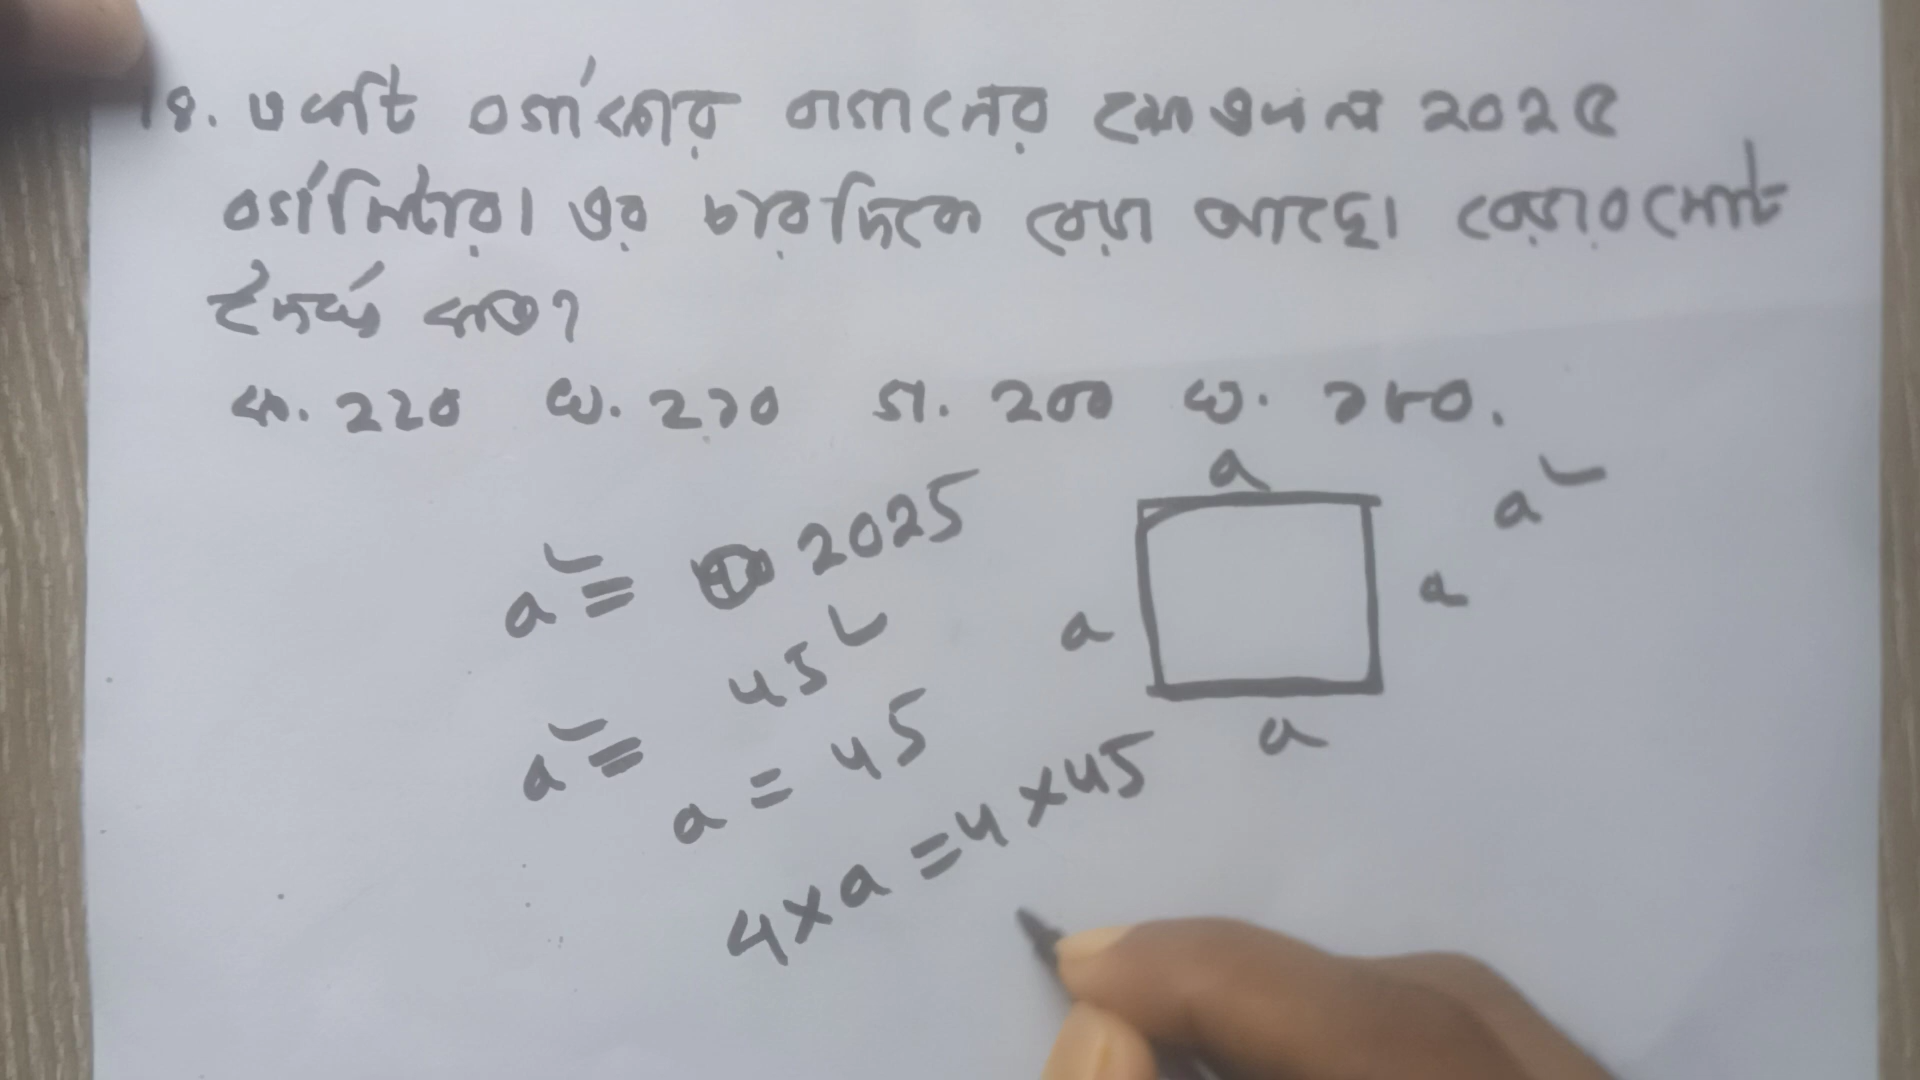 18. একটি বর্গাকার বাগানের ক্ষেত্রফল ২০২৫
বর্গমিটার। এর চারদিকে বেড়া আছে। বেড়ার মোট
দৈর্ঘ্য কত?
ক. ২২০ খ. ২১০ গ. ২০০ ঘ. ১৮০.
a
a²
a² = 2025
a
a
45²
a² =
a
a = 45
4×a = 4×45